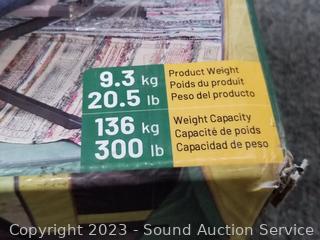 9.3 kg
20.5 lb
Product Weight
Poids du produit
Peso del producto
136 kg
300 lb
Weight Capacity
Capacité de poids
Capacidad de peso
Copyright 2023 - Sound Auction Service